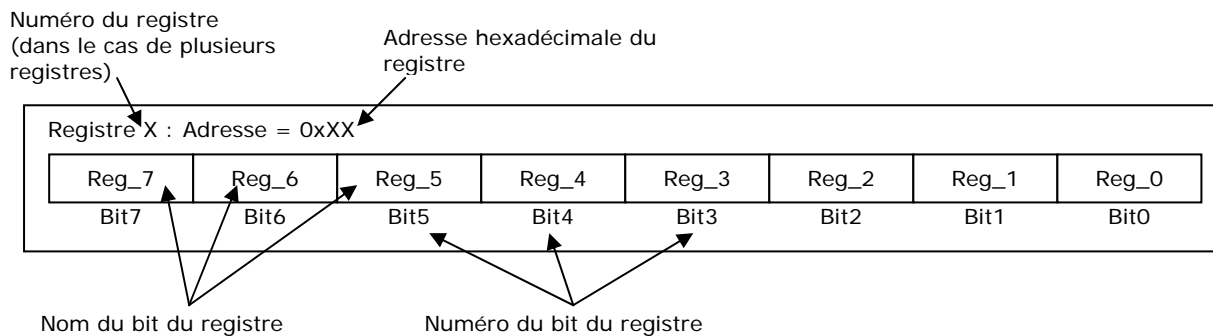 Numéro du registre
(dans le cas de plusieurs
registres)
Adresse hexadécimale du
registre
Registre X : Adresse = 0xXX
Reg_7 Reg_6 Reg_5 Reg_4 Reg_3 Reg_2 Reg_1 Reg_0
Bit7 Bit6 Bit5 Bit4 Bit3 Bit2 Bit1 Bit0
Nom du bit du registre
Numéro du bit du registre